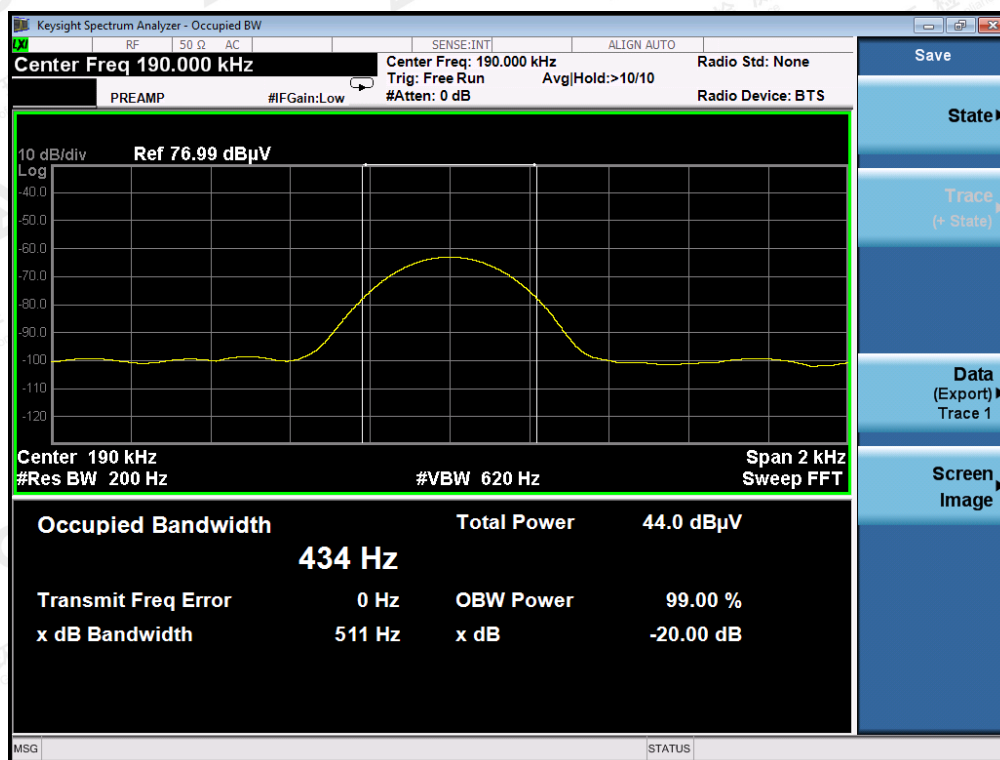 Keysight Spectrum Analyzer - Occupied BW
LXI RF 50 Ω AC SENSE:INT ALIGN AUTO
Center Freq 190.000 kHz
Center Freq: 190.000 kHz Radio Std: None
Trig: Free Run Avg|Hold:>10/10
PREAMP #IFGain:Low #Atten: 0 dB Radio Device: BTS
10 dB/div Ref 76.99 dBµV
Log
-40.0
-50.0
-60.0
-70.0
-80.0
-90.0
-100
-110
-120
Center 190 kHz Span 2 kHz
#Res BW 200 Hz #VBW 620 Hz Sweep FFT
Occupied Bandwidth Total Power 44.0 dBµV
434 Hz
Transmit Freq Error 0 Hz OBW Power 99.00 %
x dB Bandwidth 511 Hz x dB -20.00 dB
MSG STATUS
Save
State
Trace
(+ State)
Data
(Export)
Trace 1
Screen
Image